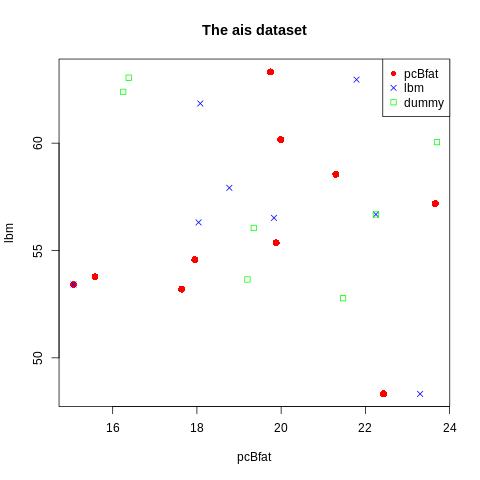 The ais dataset
pcBfat
lbm
dummy
60
55
50
lbm
16 18 20 22 24
pcBfat